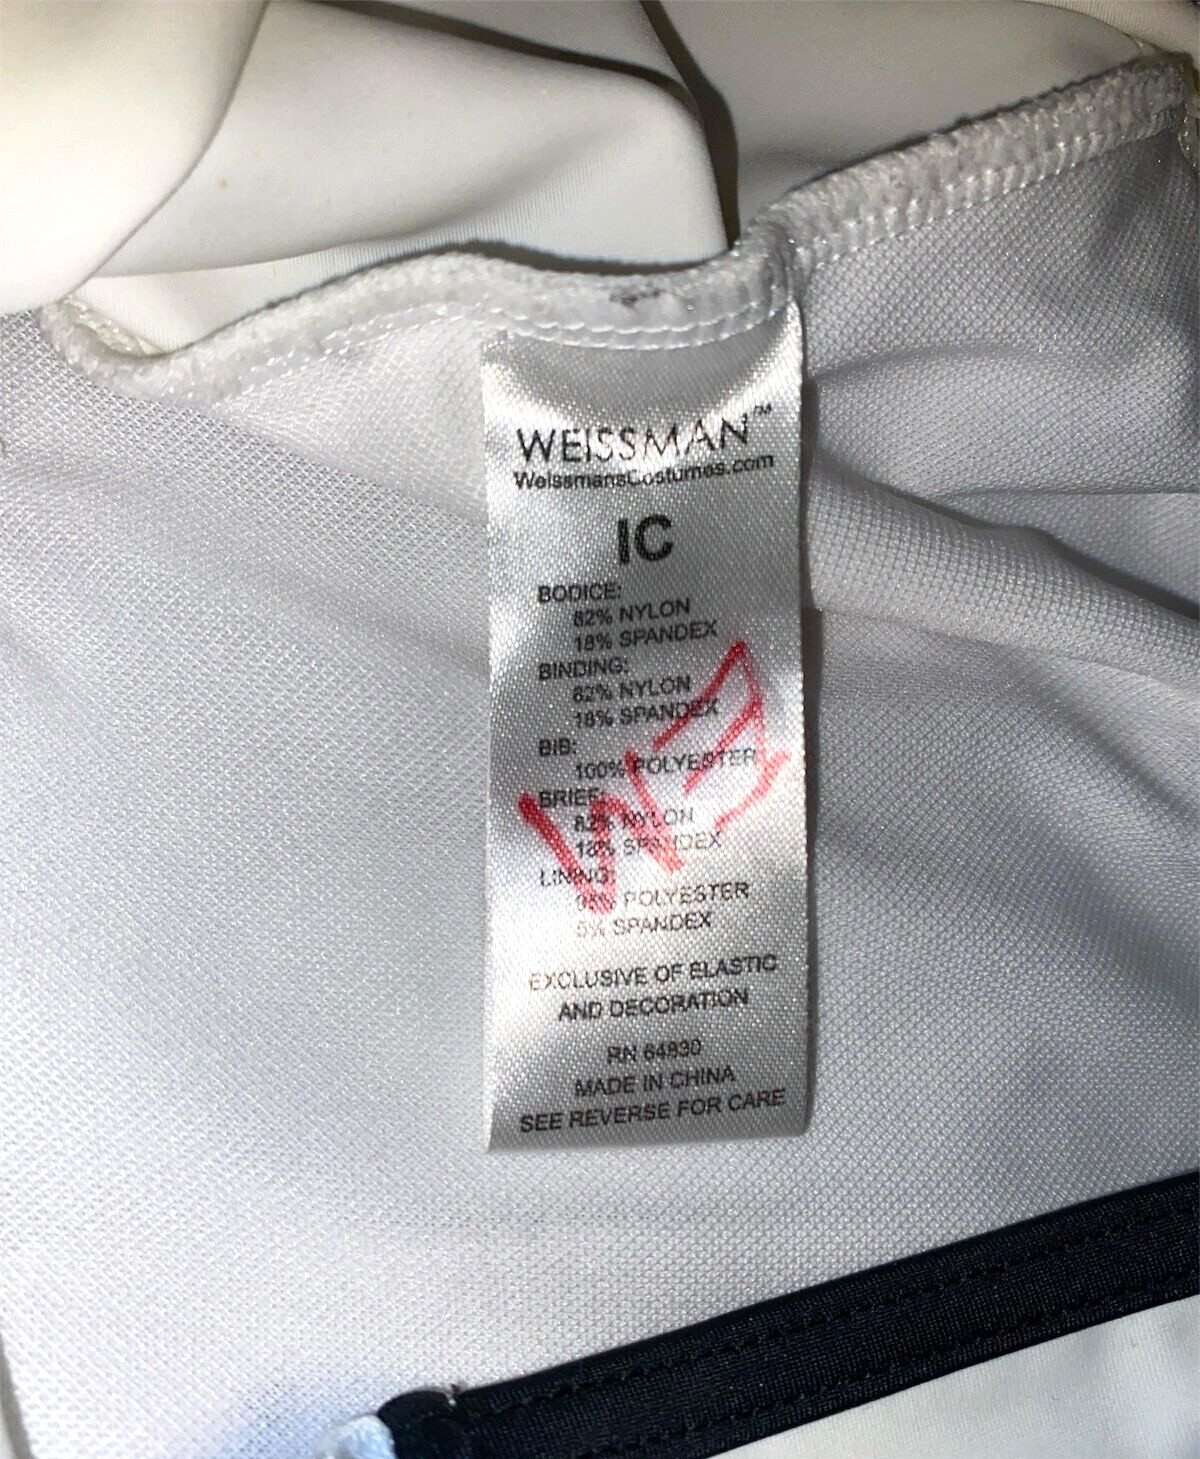 WEISSMAN™
WeissmansCostumes.com
IC
BODICE:
82% NYLON
18% SPANDEX
BINDING:
82% NYLON
18% SPANDEX
BIB:
100% POLYESTER
BRIEF:
82% NYLON
18% SPANDEX
LINING:
POLYESTER
5% SPANDEX
EXCLUSIVE OF ELASTIC
AND DECORATION
RN 64830
MADE IN CHINA
SEE REVERSE FOR CARE